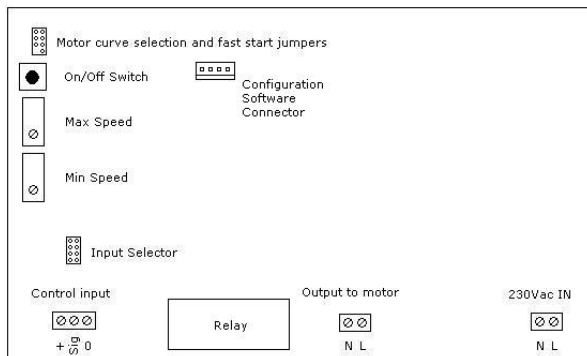 Motor curve selection and fast start jumpers
On/Off Switch
Configuration
Software
Connector
Max Speed
Min Speed
Input Selector
Control input
Output to motor
230Vac IN
Relay
+ Sig 0
N L
N L